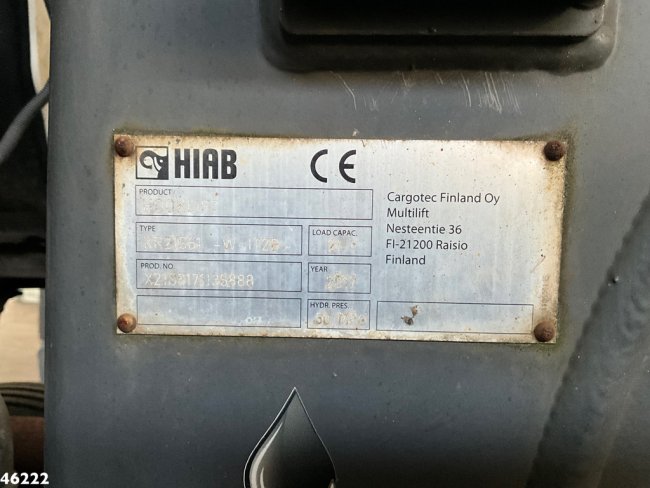 HIAB CE
PRODUCT
TYPE
LOAD CAPAC.
PROD. NO.
YEAR
HYDR. PRES.
Cargotec Finland Oy
Multilift
Nesteentie 36
FI-21200 Raisio
Finland
46222